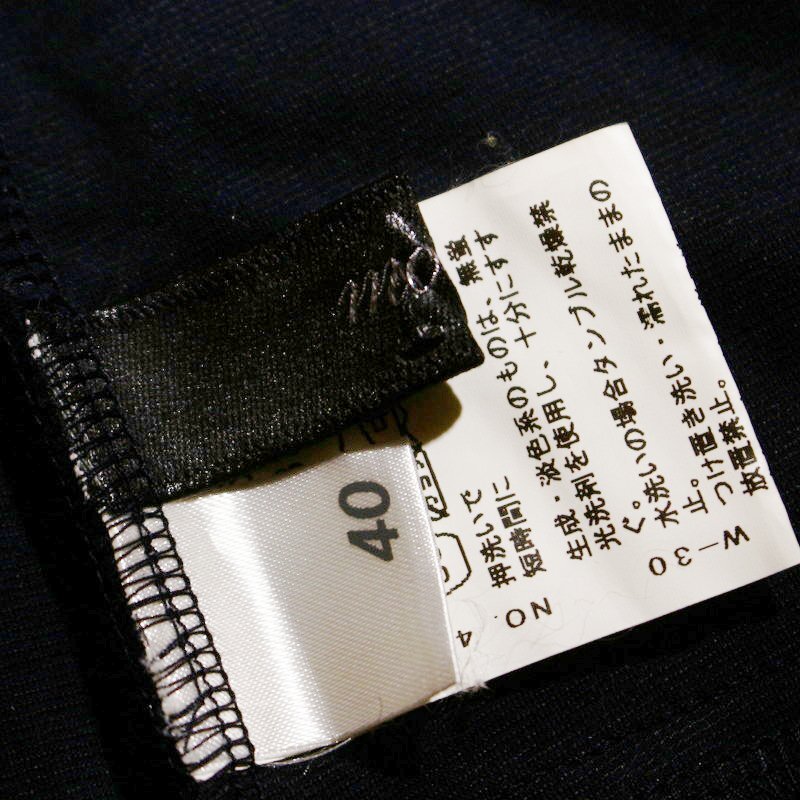 40
押洗いで
短時間に
生成・淡色系のものは、無蛍
光洗剤を使用し、十分にすす
ぐ。
水洗いの場合タンブル乾燥禁
止。
つけ置き洗い・濡れたままの
放置禁止。
NO
W-30